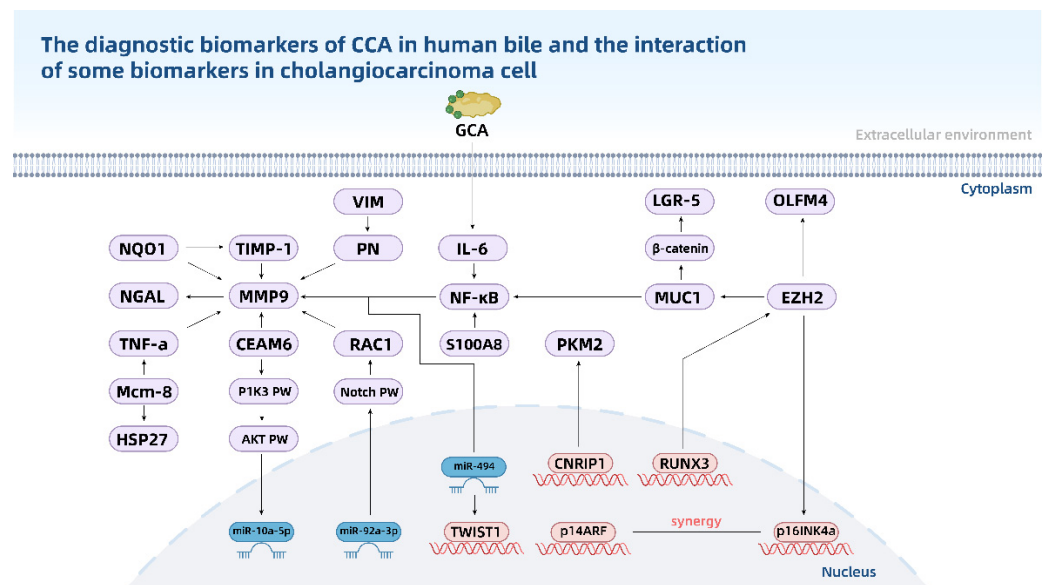 The diagnostic biomarkers of CCA in human bile and the interaction
of some biomarkers in cholangiocarcinoma cell
GCA
Extracellular environment
Cytoplasm
VIM
LGR-5
OLFM4
NQO1
TIMP-1
PN
IL-6
β-catenin
NGAL
MMP9
NF-κB
MUC1
EZH2
TNF-a
CEAM6
RAC1
S100A8
PKM2
Mcm-8
P1K3 PW
Notch PW
HSP27
AKT PW
miR-494
CNRIP1
RUNX3
miR-10a-5p
miR-92a-3p
TWIST1
p14ARF
synergy
p16INK4a
Nucleus